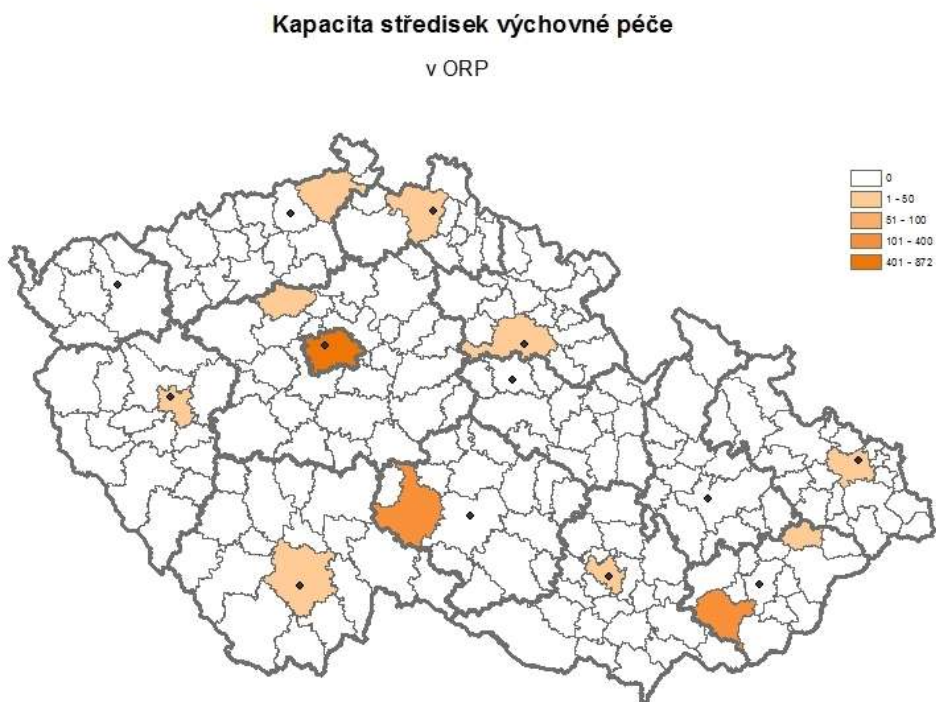 Kapacita středisek výchovné péče
v ORP
0
1 - 50
51 - 100
101 - 400
401 - 872